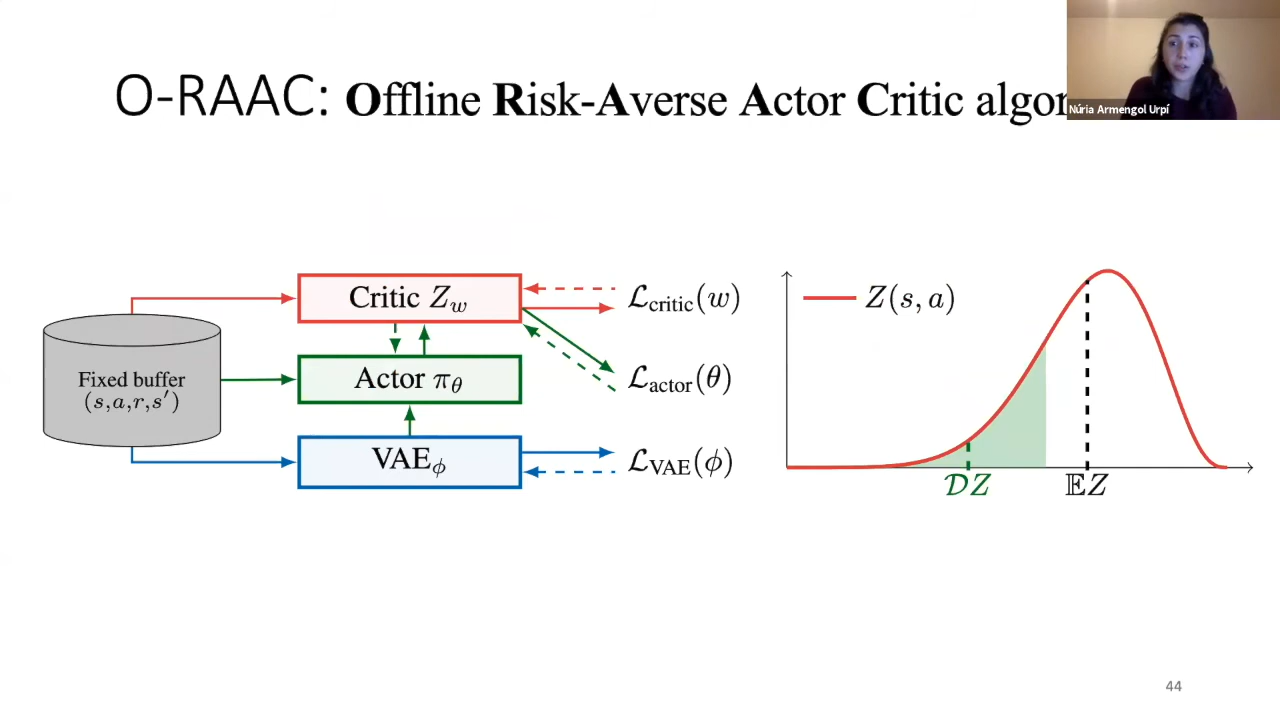 O-RAAC: Offline Risk-Averse Actor Critic algor
Núria Armengol Urpí
Critic Z_w
Actor π_θ
VAE_ϕ
Fixed buffer
(s,a,r,s′)
ℒ_critic(w)
ℒ_actor(θ)
ℒ_VAE(ϕ)
Z(s, a)
𝒟Z
𝔼Z
44